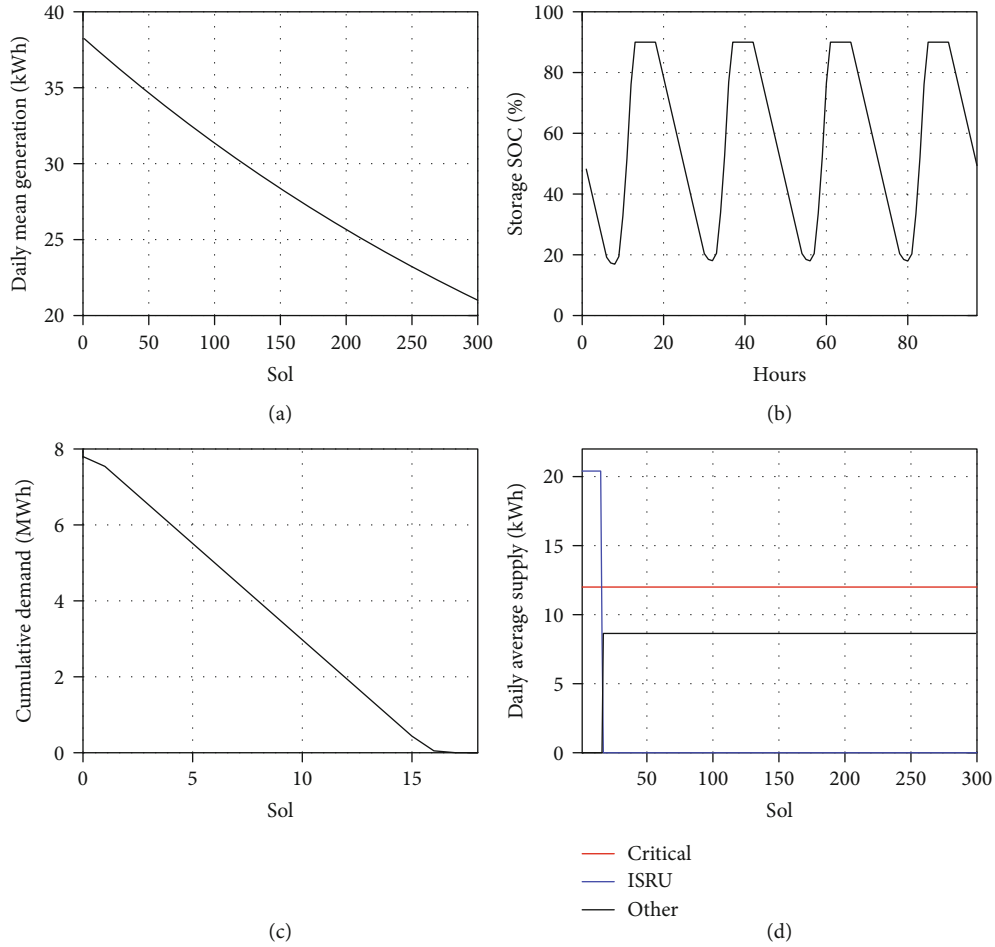 Daily mean generation (kWh)
40
35
30
25
20
0 50 100 150 200 250 300
Sol
(a)
Storage SOC (%)
100
80
60
40
20
0
0 20 40 60 80
Hours
(b)
Cumulative demand (MWh)
8
6
4
2
0
0 5 10 15
Sol
(c)
Daily average supply (kWh)
20
15
10
5
0
50 100 150 200 250 300
Sol
Critical
ISRU
Other
(d)